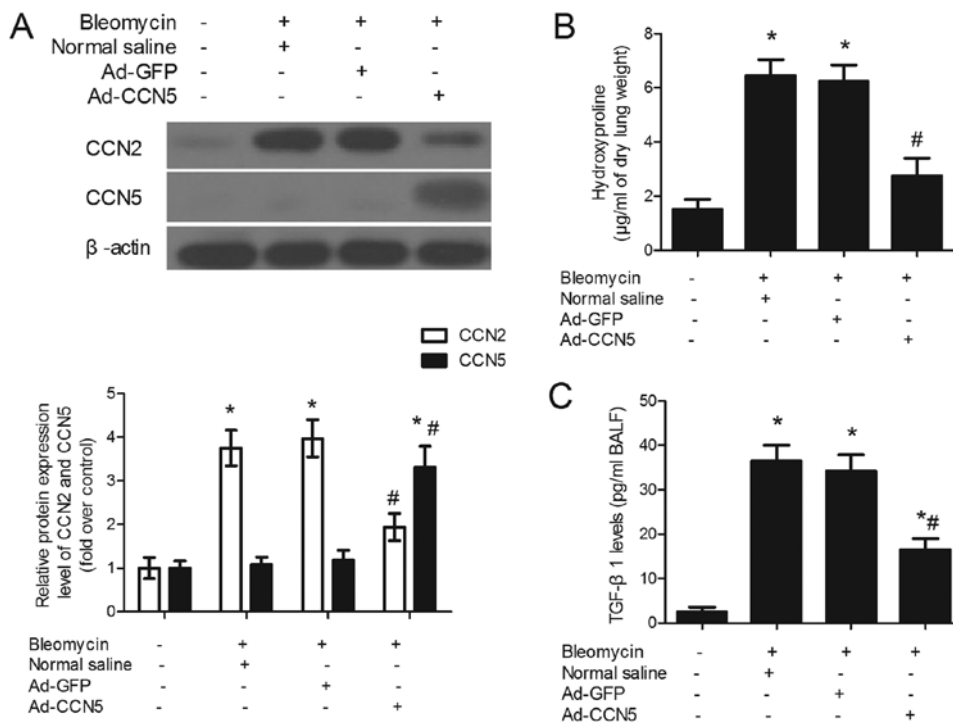 A
Bleomycin - + + +
Normal saline - + - -
Ad-GFP - - + -
Ad-CCN5 - - - +
CCN2
CCN5
β -actin
CCN2
CCN5
Relative protein expression
level of CCN2 and CCN5
(fold over control)
5
4
3
2
1
0
* * # * #
Bleomycin - + + +
Normal saline - + - -
Ad-GFP - - + -
Ad-CCN5 - - - +
B
Hydroxyproline
(μg/ml of dry lung weight)
8
6
4
2
0
* * #
Bleomycin - + + +
Normal saline - + - -
Ad-GFP - - + -
Ad-CCN5 - - - +
C
TGF-β 1 levels (pg/ml BALF)
50
40
30
20
10
0
* * *#
Bleomycin - + + +
Normal saline - + - -
Ad-GFP - - + -
Ad-CCN5 - - - +